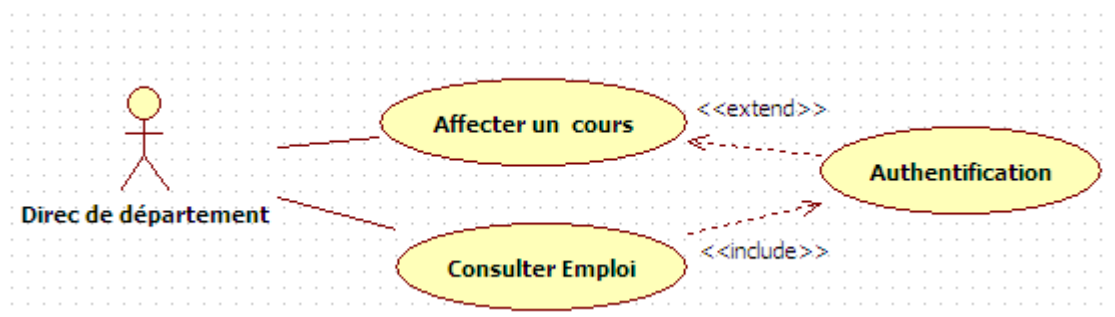 Affecter un cours
<<extend>>
Authentification
Direc de département
Consulter Emploi
<<include>>